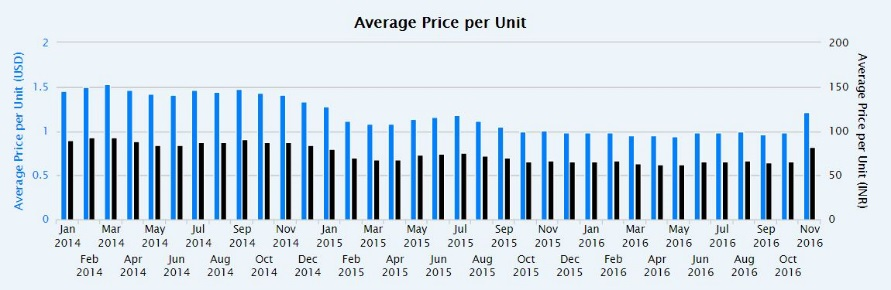 Average Price per Unit
Average Price per Unit (USD)
2
1.5
1
0.5
0
200
150
100
50
0
Average Price per Unit (INR)
Jan 2014
Feb 2014
Mar 2014
Apr 2014
May 2014
Jun 2014
Jul 2014
Aug 2014
Sep 2014
Oct 2014
Nov 2014
Dec 2014
Jan 2015
Feb 2015
Mar 2015
Apr 2015
May 2015
Jun 2015
Jul 2015
Aug 2015
Sep 2015
Oct 2015
Nov 2015
Dec 2015
Jan 2016
Feb 2016
Mar 2016
Apr 2016
May 2016
Jun 2016
Jul 2016
Aug 2016
Sep 2016
Oct 2016
Nov 2016